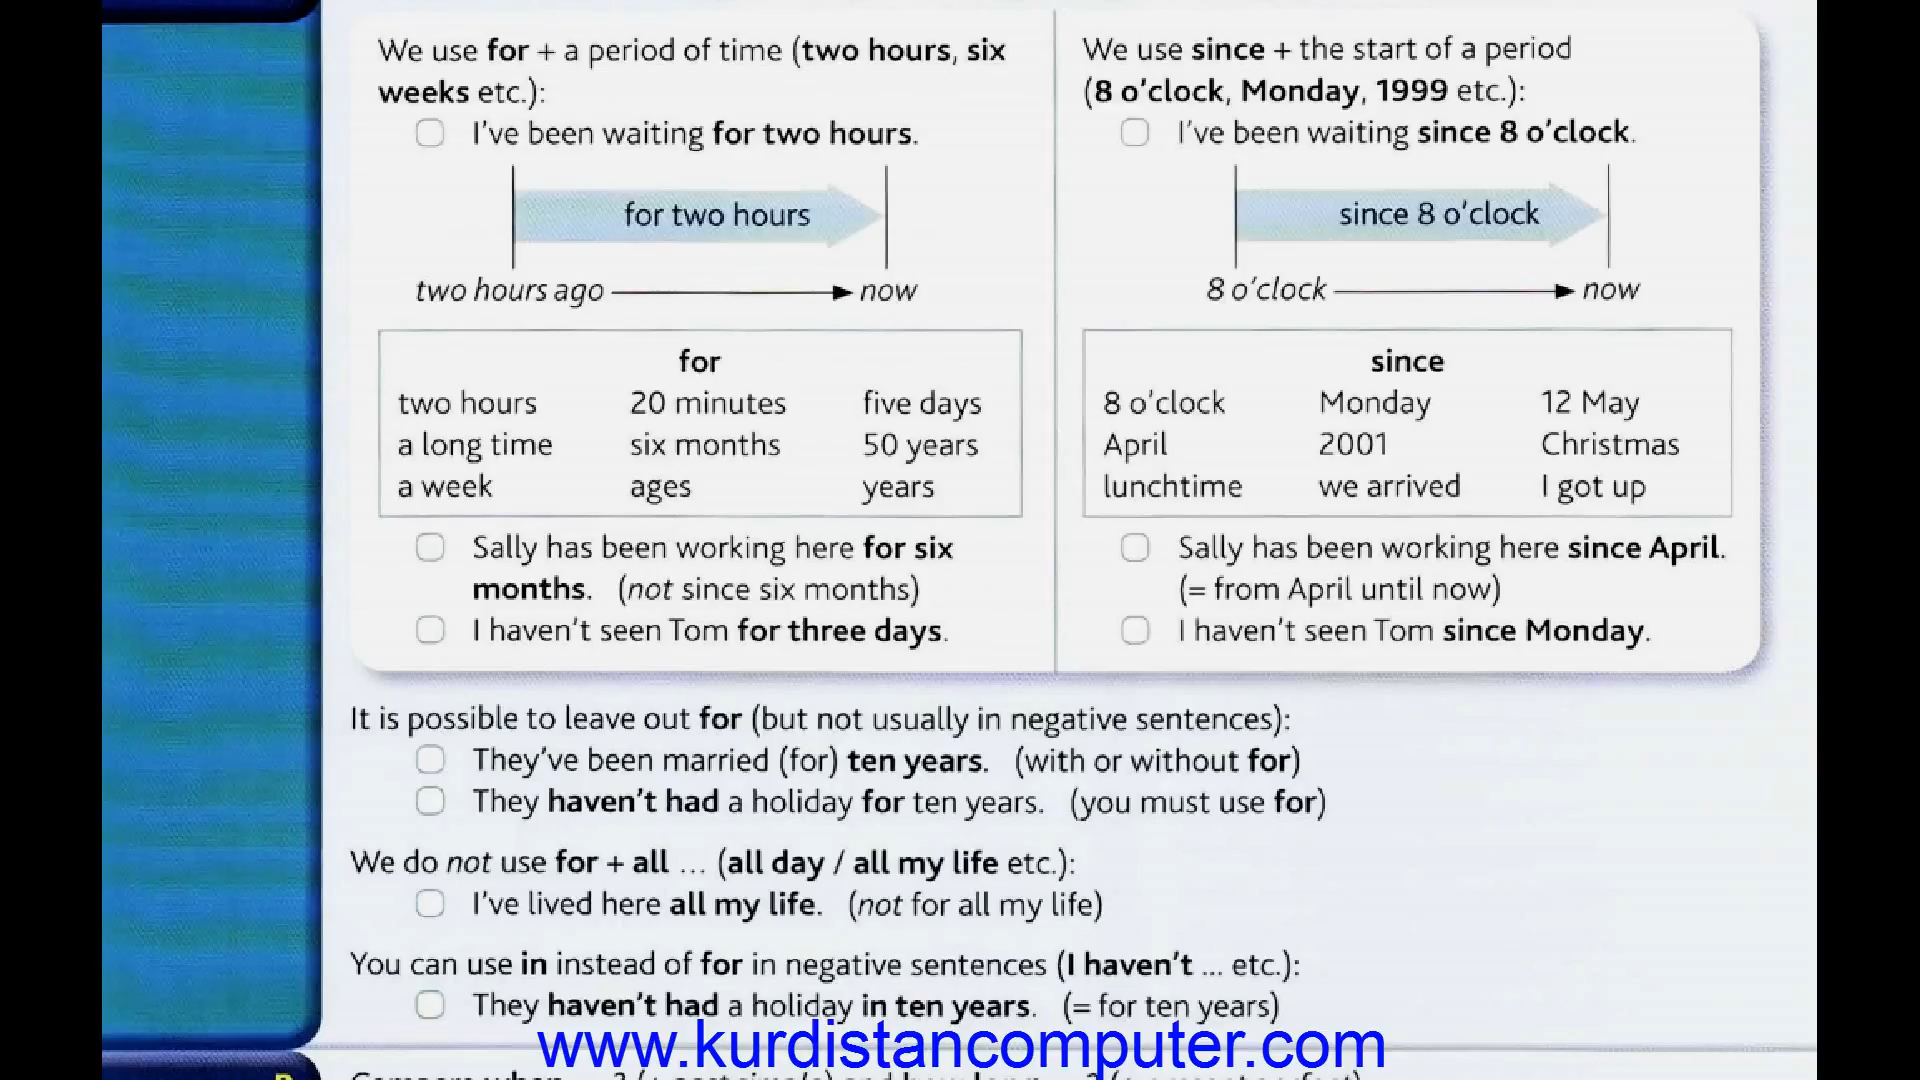 We use for + a period of time (two hours, six
weeks etc.):
I've been waiting for two hours.
for two hours
two hours ago now
for
two hours 20 minutes five days
a long time six months 50 years
a week ages years
Sally has been working here for six
months. (not since six months)
I haven't seen Tom for three days.
We use since + the start of a period
(8 o'clock, Monday, 1999 etc.):
I've been waiting since 8 o'clock.
since 8 o'clock
8 o'clock now
since
8 o'clock Monday 12 May
April 2001 Christmas
lunchtime we arrived I got up
Sally has been working here since April.
(= from April until now)
I haven't seen Tom since Monday.
It is possible to leave out for (but not usually in negative sentences):
They've been married (for) ten years. (with or without for)
They haven't had a holiday for ten years. (you must use for)
We do not use for + all ... (all day / all my life etc.):
I've lived here all my life. (not for all my life)
You can use in instead of for in negative sentences (I haven't ... etc.):
They haven't had a holiday in ten years. (= for ten years)
www.kurdistancomputer.com